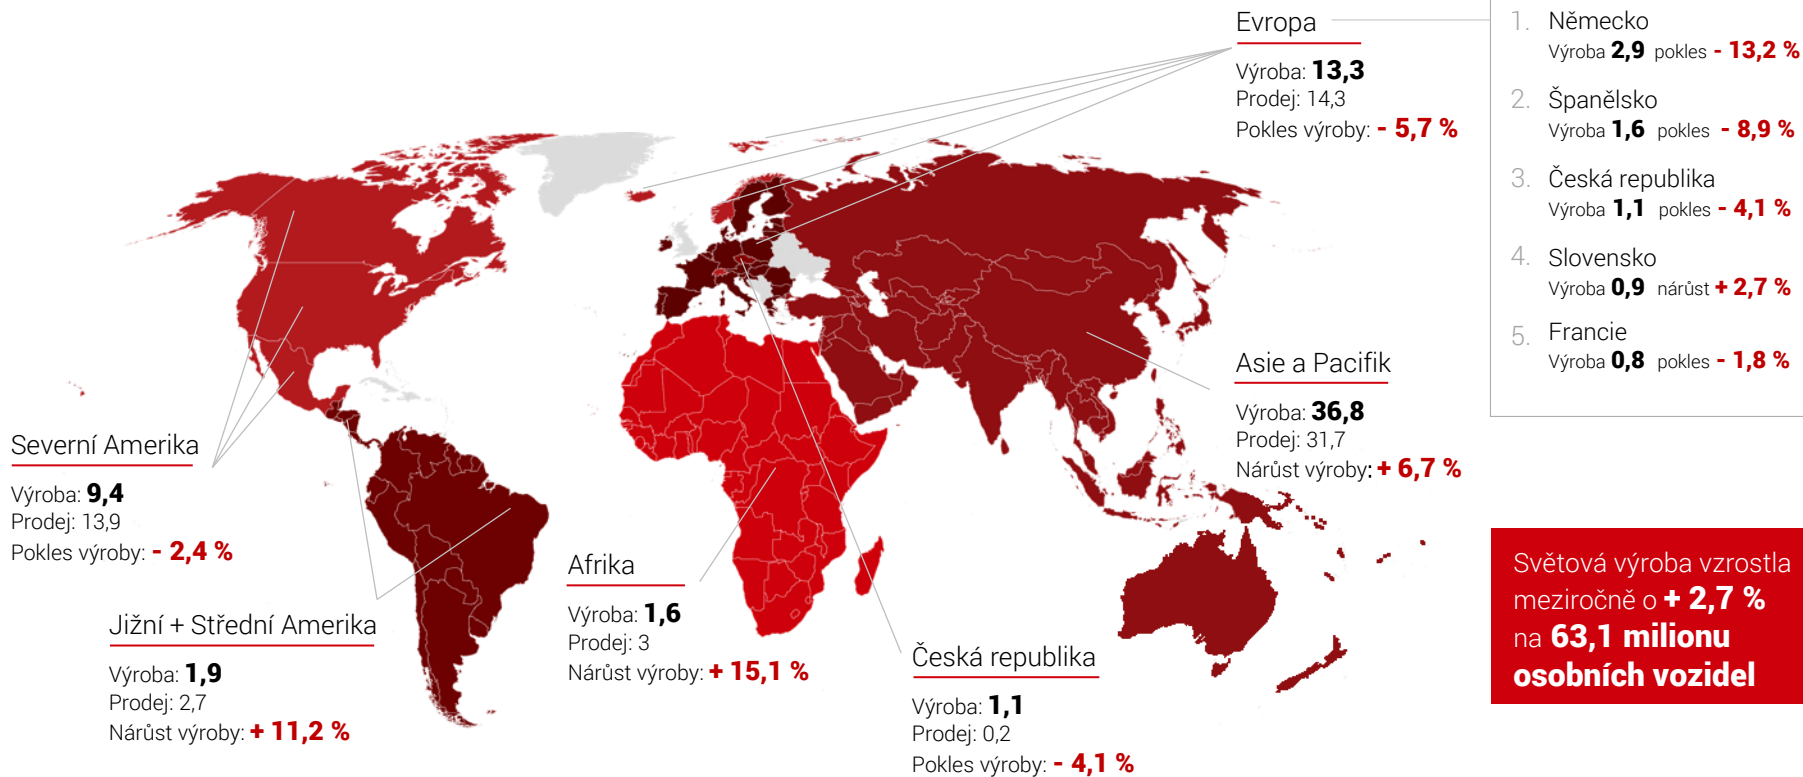 Evropa
Výroba: 13,3
Prodej: 14,3
Pokles výroby: - 5,7 %
1. Německo
Výroba 2,9 pokles - 13,2 %
2. Španělsko
Výroba 1,6 pokles - 8,9 %
3. Česká republika
Výroba 1,1 pokles - 4,1 %
4. Slovensko
Výroba 0,9 nárůst + 2,7 %
5. Francie
Výroba 0,8 pokles - 1,8 %
Asie a Pacifik
Výroba: 36,8
Prodej: 31,7
Nárůst výroby: + 6,7 %
Severní Amerika
Výroba: 9,4
Prodej: 13,9
Pokles výroby: - 2,4 %
Jižní + Střední Amerika
Výroba: 1,9
Prodej: 2,7
Nárůst výroby: + 11,2 %
Afrika
Výroba: 1,6
Prodej: 3
Nárůst výroby: + 15,1 %
Česká republika
Výroba: 1,1
Prodej: 0,2
Pokles výroby: - 4,1 %
Světová výroba vzrostla
meziročně o + 2,7 %
na 63,1 milionu
osobních vozidel